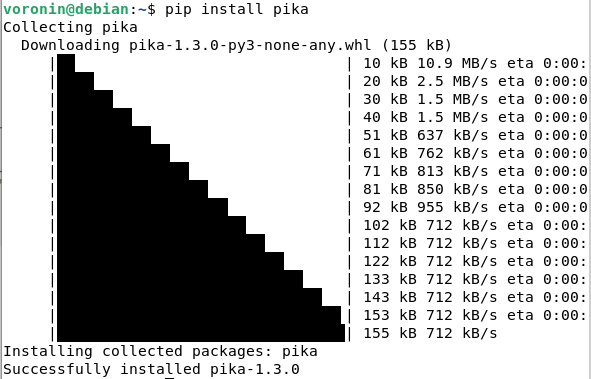 voronin@debian:~$ pip install pika
Collecting pika
  Downloading pika-1.3.0-py3-none-any.whl (155 kB)
     |                                | 10 kB 10.9 MB/s eta 0:00:
     |                                | 20 kB 2.5 MB/s eta 0:00:0
     |                                | 30 kB 1.5 MB/s eta 0:00:0
     |                                | 40 kB 1.5 MB/s eta 0:00:0
     |                                | 51 kB 637 kB/s eta 0:00:0
     |                                | 61 kB 762 kB/s eta 0:00:0
     |                                | 71 kB 813 kB/s eta 0:00:0
     |                                | 81 kB 850 kB/s eta 0:00:0
     |                                | 92 kB 955 kB/s eta 0:00:0
     |                                | 102 kB 712 kB/s eta 0:00:
     |                                | 112 kB 712 kB/s eta 0:00:
     |                                | 122 kB 712 kB/s eta 0:00:
     |                                | 133 kB 712 kB/s eta 0:00:
     |                                | 143 kB 712 kB/s eta 0:00:
     |                                | 153 kB 712 kB/s eta 0:00:
     |                                | 155 kB 712 kB/s
Installing collected packages: pika
Successfully installed pika-1.3.0